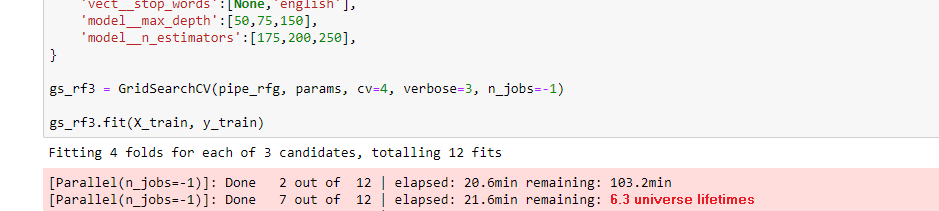 'vect__stop_words':[None,'english'],
'model__max_depth':[50,75,150],
'model__n_estimators':[175,200,250],
}
gs_rf3 = GridSearchCV(pipe_rfg, params, cv=4, verbose=3, n_jobs=-1)
gs_rf3.fit(X_train, y_train)
Fitting 4 folds for each of 3 candidates, totalling 12 fits
[Parallel(n_jobs=-1)]: Done   2 out of  12 | elapsed: 20.6min remaining: 103.2min
[Parallel(n_jobs=-1)]: Done   7 out of  12 | elapsed: 21.6min remaining: 6.3 universe lifetimes